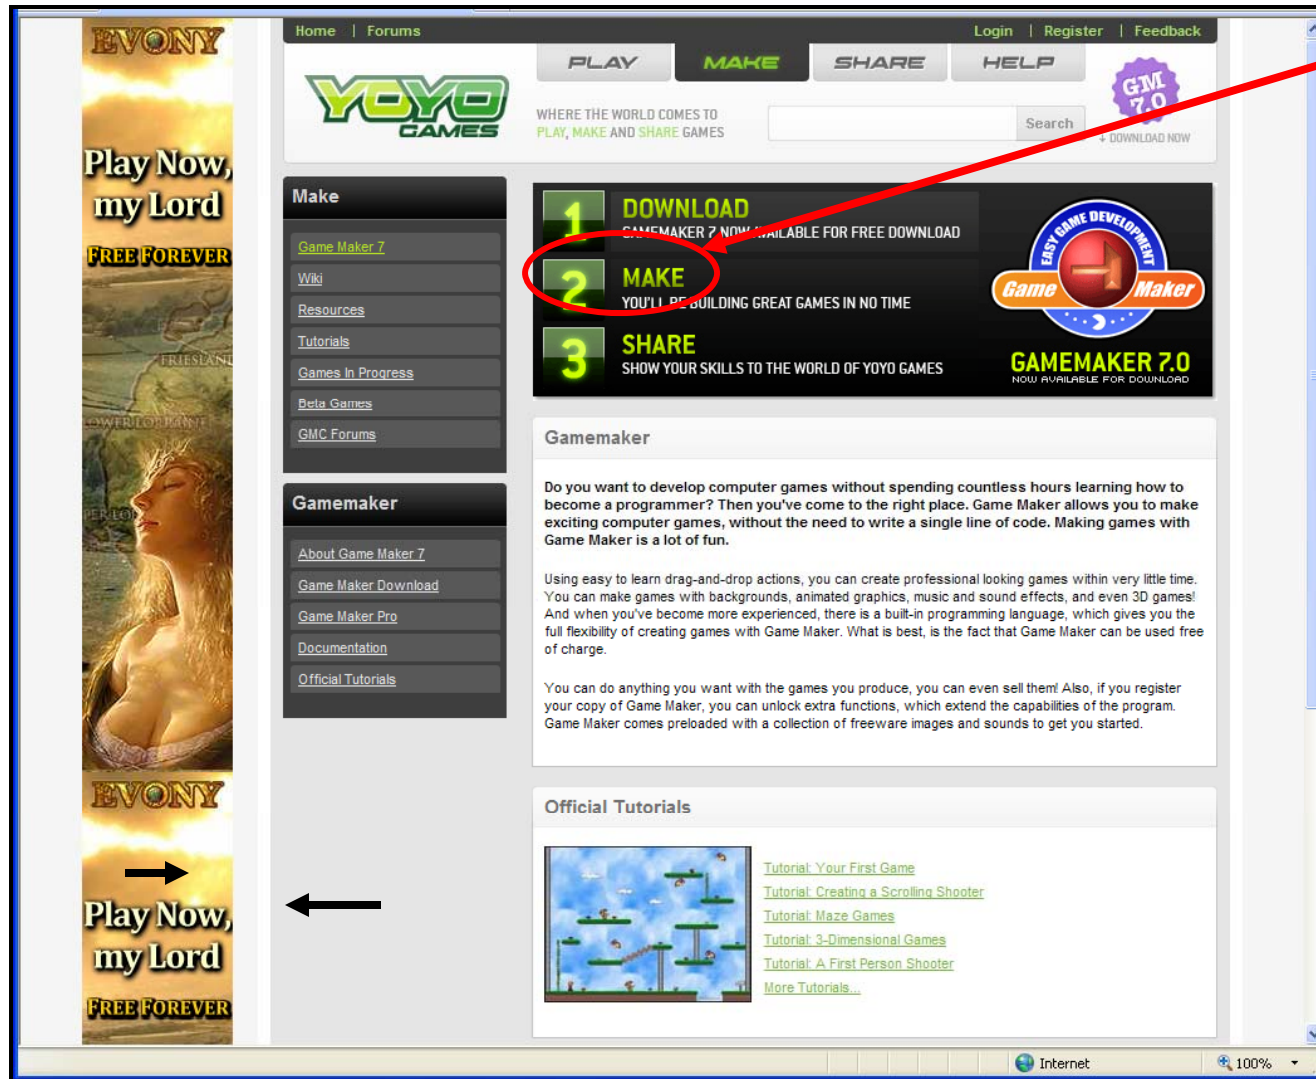 EVONY
Play Now,
my Lord
FREE FOREVER
FRIESLAND
EVONY
Play Now,
my Lord
FREE FOREVER
Home | Forums
Login | Register | Feedback
YOYO
GAMES
PLAY
MAKE
SHARE
HELP
WHERE THE WORLD COMES TO
PLAY, MAKE AND SHARE GAMES
Search
GM
7.0
DOWNLOAD NOW
Make
Game Maker 7
Wiki
Resources
Tutorials
Games In Progress
Beta Games
GMC Forums
Gamemaker
About Game Maker 7
Game Maker Download
Game Maker Pro
Documentation
Official Tutorials
1 DOWNLOAD
GAMEMAKER 7 NOW AVAILABLE FOR FREE DOWNLOAD
2 MAKE
YOU'LL BE BUILDING GREAT GAMES IN NO TIME
3 SHARE
SHOW YOUR SKILLS TO THE WORLD OF YOYO GAMES
EASY GAME DEVELOPMENT
Game Maker
GAMEMAKER 7.0
NOW AVAILABLE FOR DOWNLOAD
Gamemaker
Do you want to develop computer games without spending countless hours learning how to
become a programmer? Then you've come to the right place. Game Maker allows you to make
exciting computer games, without the need to write a single line of code. Making games with
Game Maker is a lot of fun.
Using easy to learn drag-and-drop actions, you can create professional looking games within very little time.
You can make games with backgrounds, animated graphics, music and sound effects, and even 3D games!
And when you've become more experienced, there is a built-in programming language, which gives you the
full flexibility of creating games with Game Maker. What is best, is the fact that Game Maker can be used free
of charge.
You can do anything you want with the games you produce, you can even sell them! Also, if you register
your copy of Game Maker, you can unlock extra functions, which extend the capabilities of the program.
Game Maker comes preloaded with a collection of freeware images and sounds to get you started.
Official Tutorials
Tutorial: Your First Game
Tutorial: Creating a Scrolling Shooter
Tutorial: Maze Games
Tutorial: 3-Dimensional Games
Tutorial: A First Person Shooter
More Tutorials...
Internet
100%